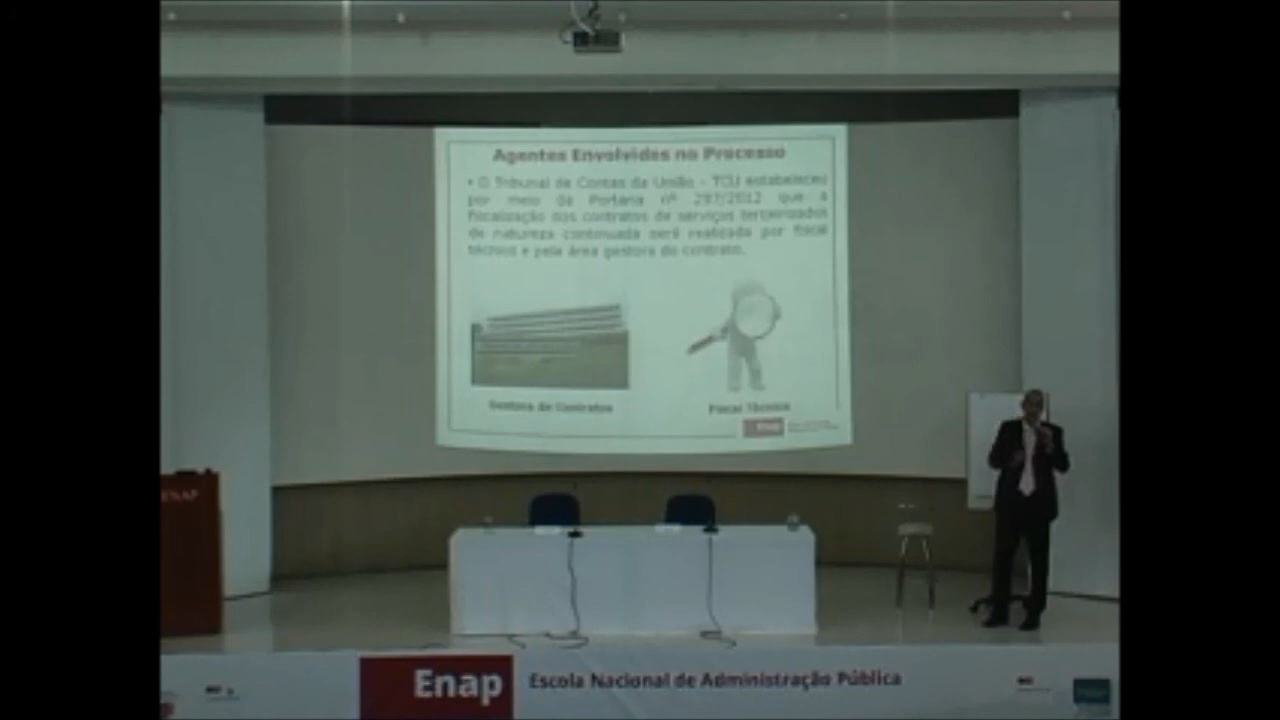 Agentes Envolvidos no Processo
• O Tribunal de Contas da União - TCU estabeleceu
por meio da Portaria nº 297/2012 que a
fiscalização dos contratos de serviços terceirizados
de natureza continuada será realizada por fiscal
técnico e pela área gestora do contrato.
Gestora de Contratos
Fiscal Técnico
Enap
ENAP
Enap
Escola Nacional de Administração Pública